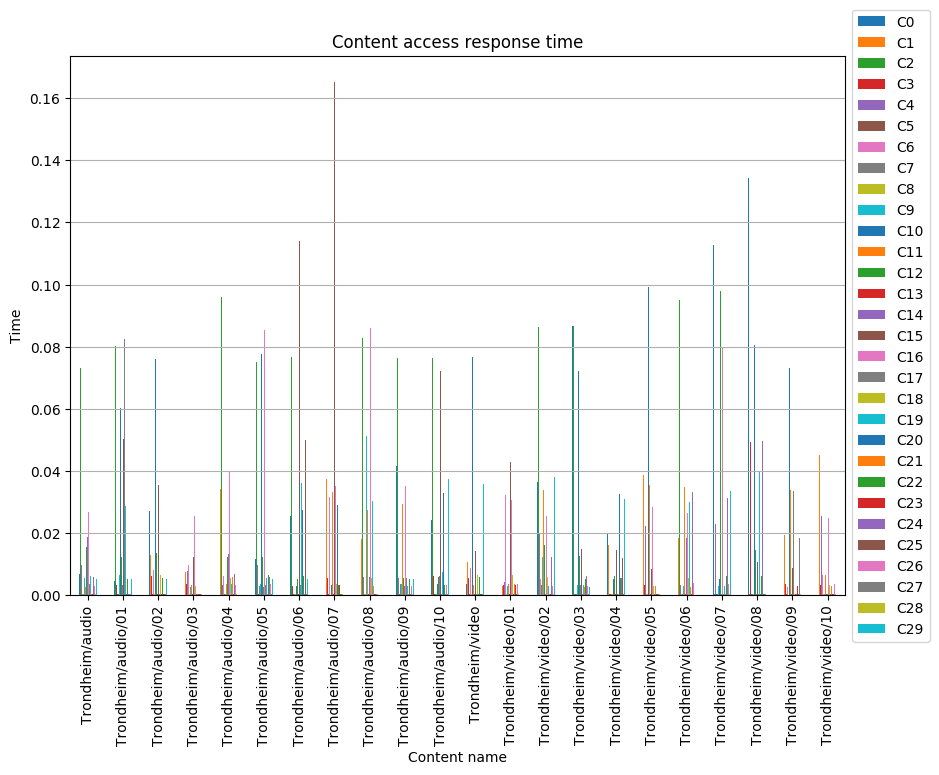 Content access response time
Time
0.16
0.14
0.12
0.10
0.08
0.06
0.04
0.02
0.00
Trondheim/audio
Trondheim/audio/01
Trondheim/audio/02
Trondheim/audio/03
Trondheim/audio/04
Trondheim/audio/05
Trondheim/audio/06
Trondheim/audio/07
Trondheim/audio/08
Trondheim/audio/09
Trondheim/audio/10
Trondheim/video
Trondheim/video/01
Trondheim/video/02
Trondheim/video/03
Trondheim/video/04
Trondheim/video/05
Trondheim/video/06
Trondheim/video/07
Trondheim/video/08
Trondheim/video/09
Trondheim/video/10
Content name
C0
C1
C2
C3
C4
C5
C6
C7
C8
C9
C10
C11
C12
C13
C14
C15
C16
C17
C18
C19
C20
C21
C22
C23
C24
C25
C26
C27
C28
C29